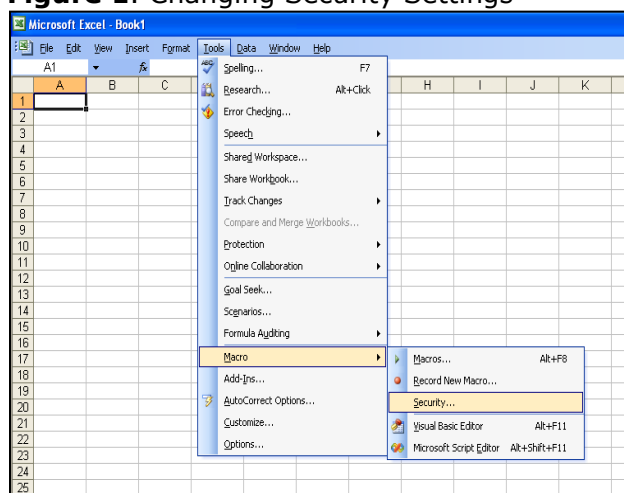 Figure 1: Changing Security Settings
Microsoft Excel - Book1
File Edit View Insert Format Tools Data Window Help
A1 fx
A B C H I J K
Spelling... F7
Research... Alt+Click
Error Checking...
Speech
Shared Workspace...
Share Workbook...
Track Changes
Compare and Merge Workbooks...
Protection
Online Collaboration
Goal Seek...
Scenarios...
Formula Auditing
Macro
Add-Ins...
AutoCorrect Options...
Customize...
Options...
Macros... Alt+F8
Record New Macro...
Security...
Visual Basic Editor Alt+F11
Microsoft Script Editor Alt+Shift+F11
1
2
3
4
5
6
7
8
9
10
11
12
13
14
15
16
17
18
19
20
21
22
23
24
25